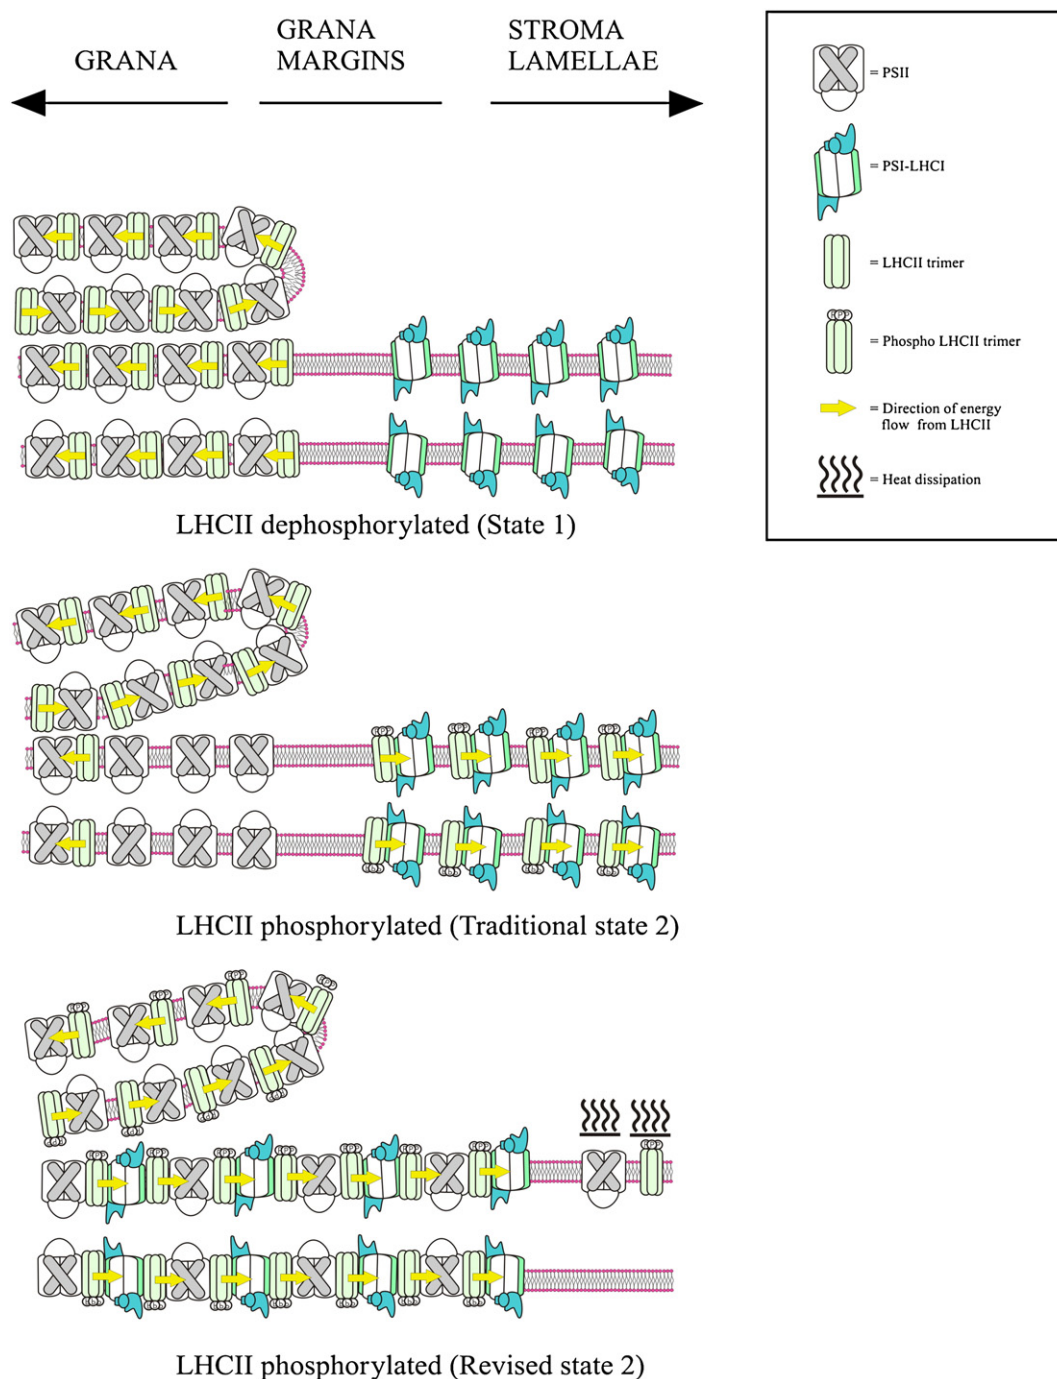 GRANA
GRANA
MARGINS
STROMA
LAMELLAE
= PSII
= PSI-LHCI
= LHCII trimer
= Phospho LHCII trimer
= Direction of energy
flow from LHCII
= Heat dissipation
LHCII dephosphorylated (State 1)
LHCII phosphorylated (Traditional state 2)
LHCII phosphorylated (Revised state 2)